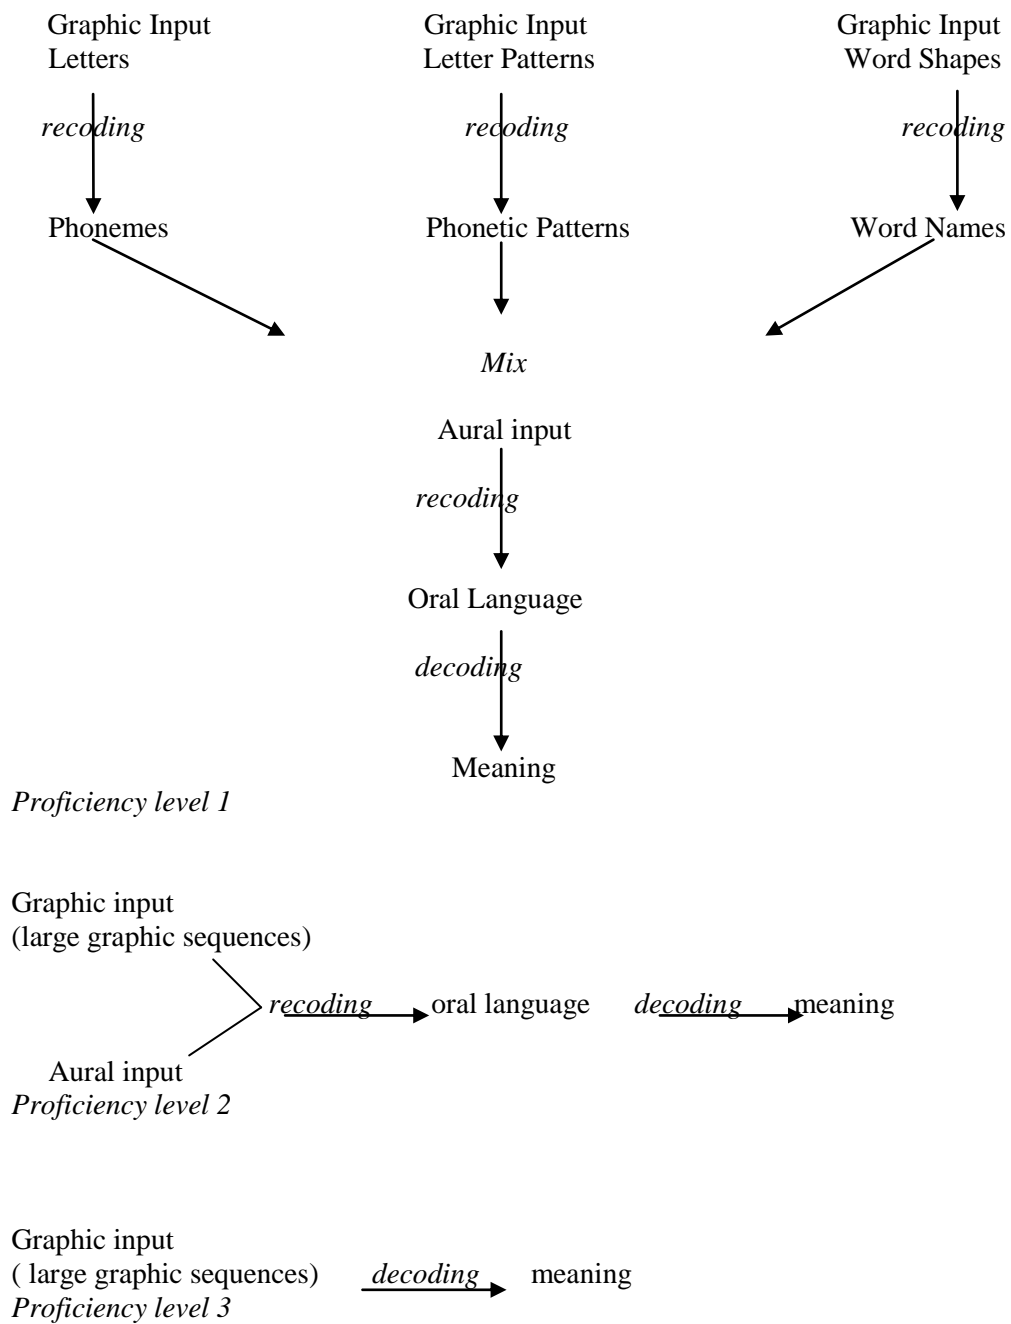 Graphic Input Graphic Input Graphic Input
Letters Letter Patterns Word Shapes
recoding recoding recoding
Phonemes Phonetic Patterns Word Names
Mix
Aural input
recoding
Oral Language
decoding
Meaning
Proficiency level 1
Graphic input
(large graphic sequences)
recoding oral language decoding meaning
Aural input
Proficiency level 2
Graphic input
( large graphic sequences) decoding meaning
Proficiency level 3